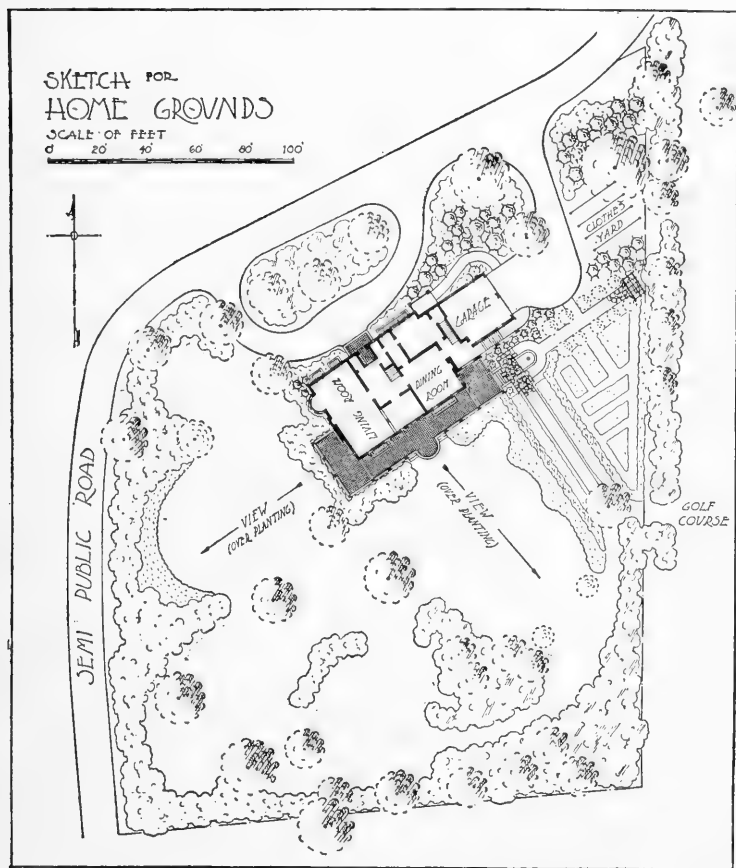 SKETCH FOR
HOME GROVNDS
SCALE OF FEET
0 20' 40' 60' 80' 100'
CLOTHES
YARD
GARAGE
DINING
ROOM
LIVING
ROOM
VIEW
(OVER PLANTING)
VIEW
(OVER PLANTING)
GOLF
COURSE
SEMI PUBLIC ROAD